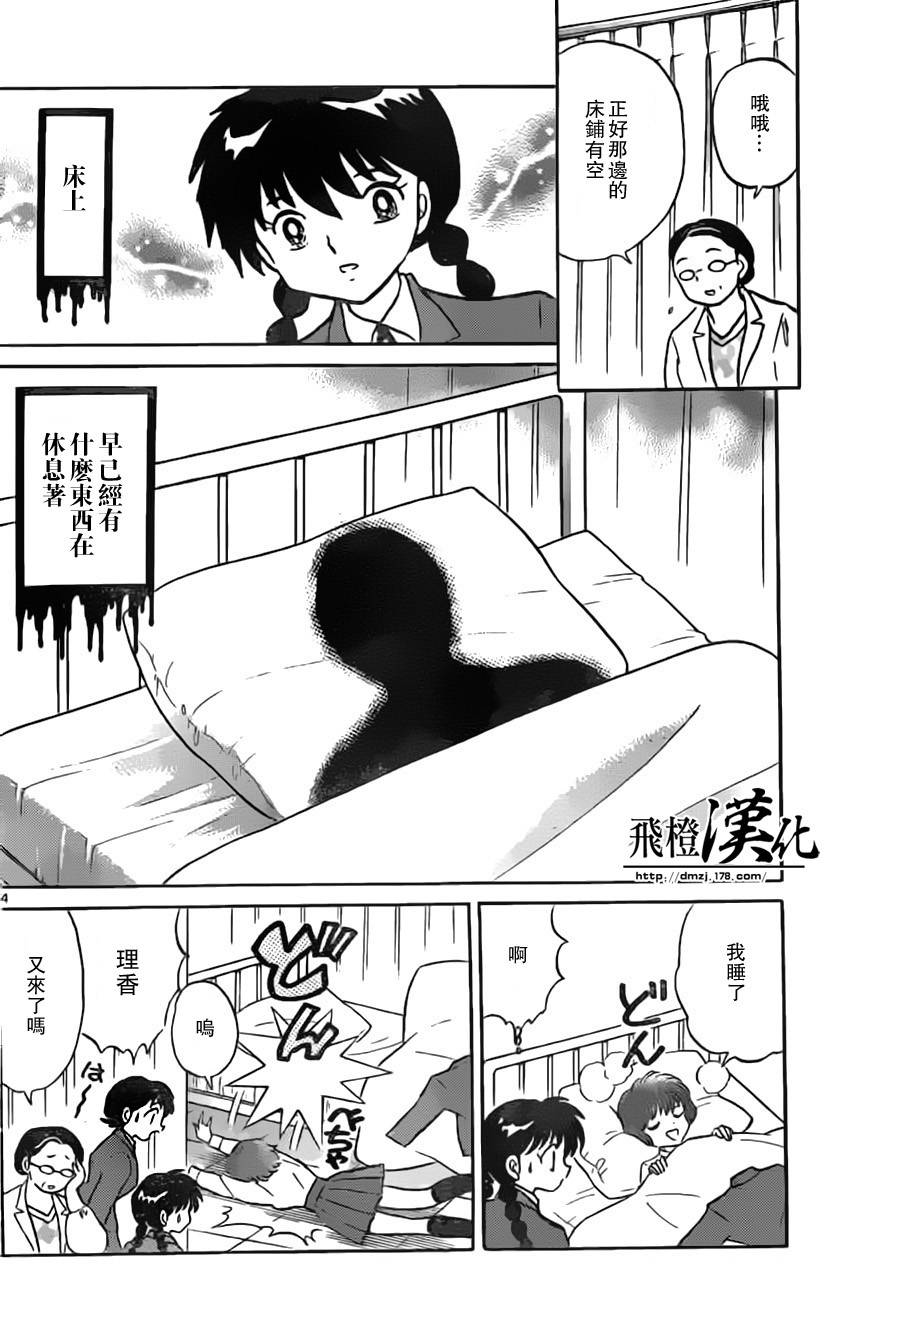 哦哦…
正好那邊的
床鋪有空
床上
早已經有
什麼東西在
休息著
飛橙漢化
http://dmzj.178.com/
我睡了
啊
どん
どん
嗚
べちゃ
理香
又來了嗎
はーっ
4